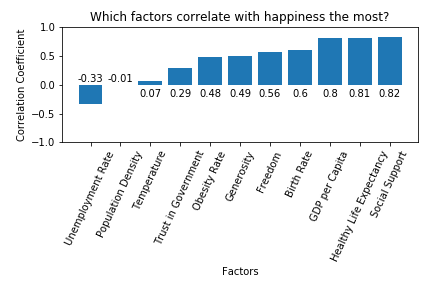 Which factors correlate with happiness the most?
Correlation Coefficient
1.0
0.5
0.0
−0.5
−1.0
-0.33
-0.01
0.07
0.29
0.48
0.49
0.56
0.6
0.8
0.81
0.82
Unemployment Rate
Population Density
Temperature
Trust in Government
Obesity Rate
Generosity
Freedom
Birth Rate
GDP per Capita
Healthy Life Expectancy
Social Support
Factors